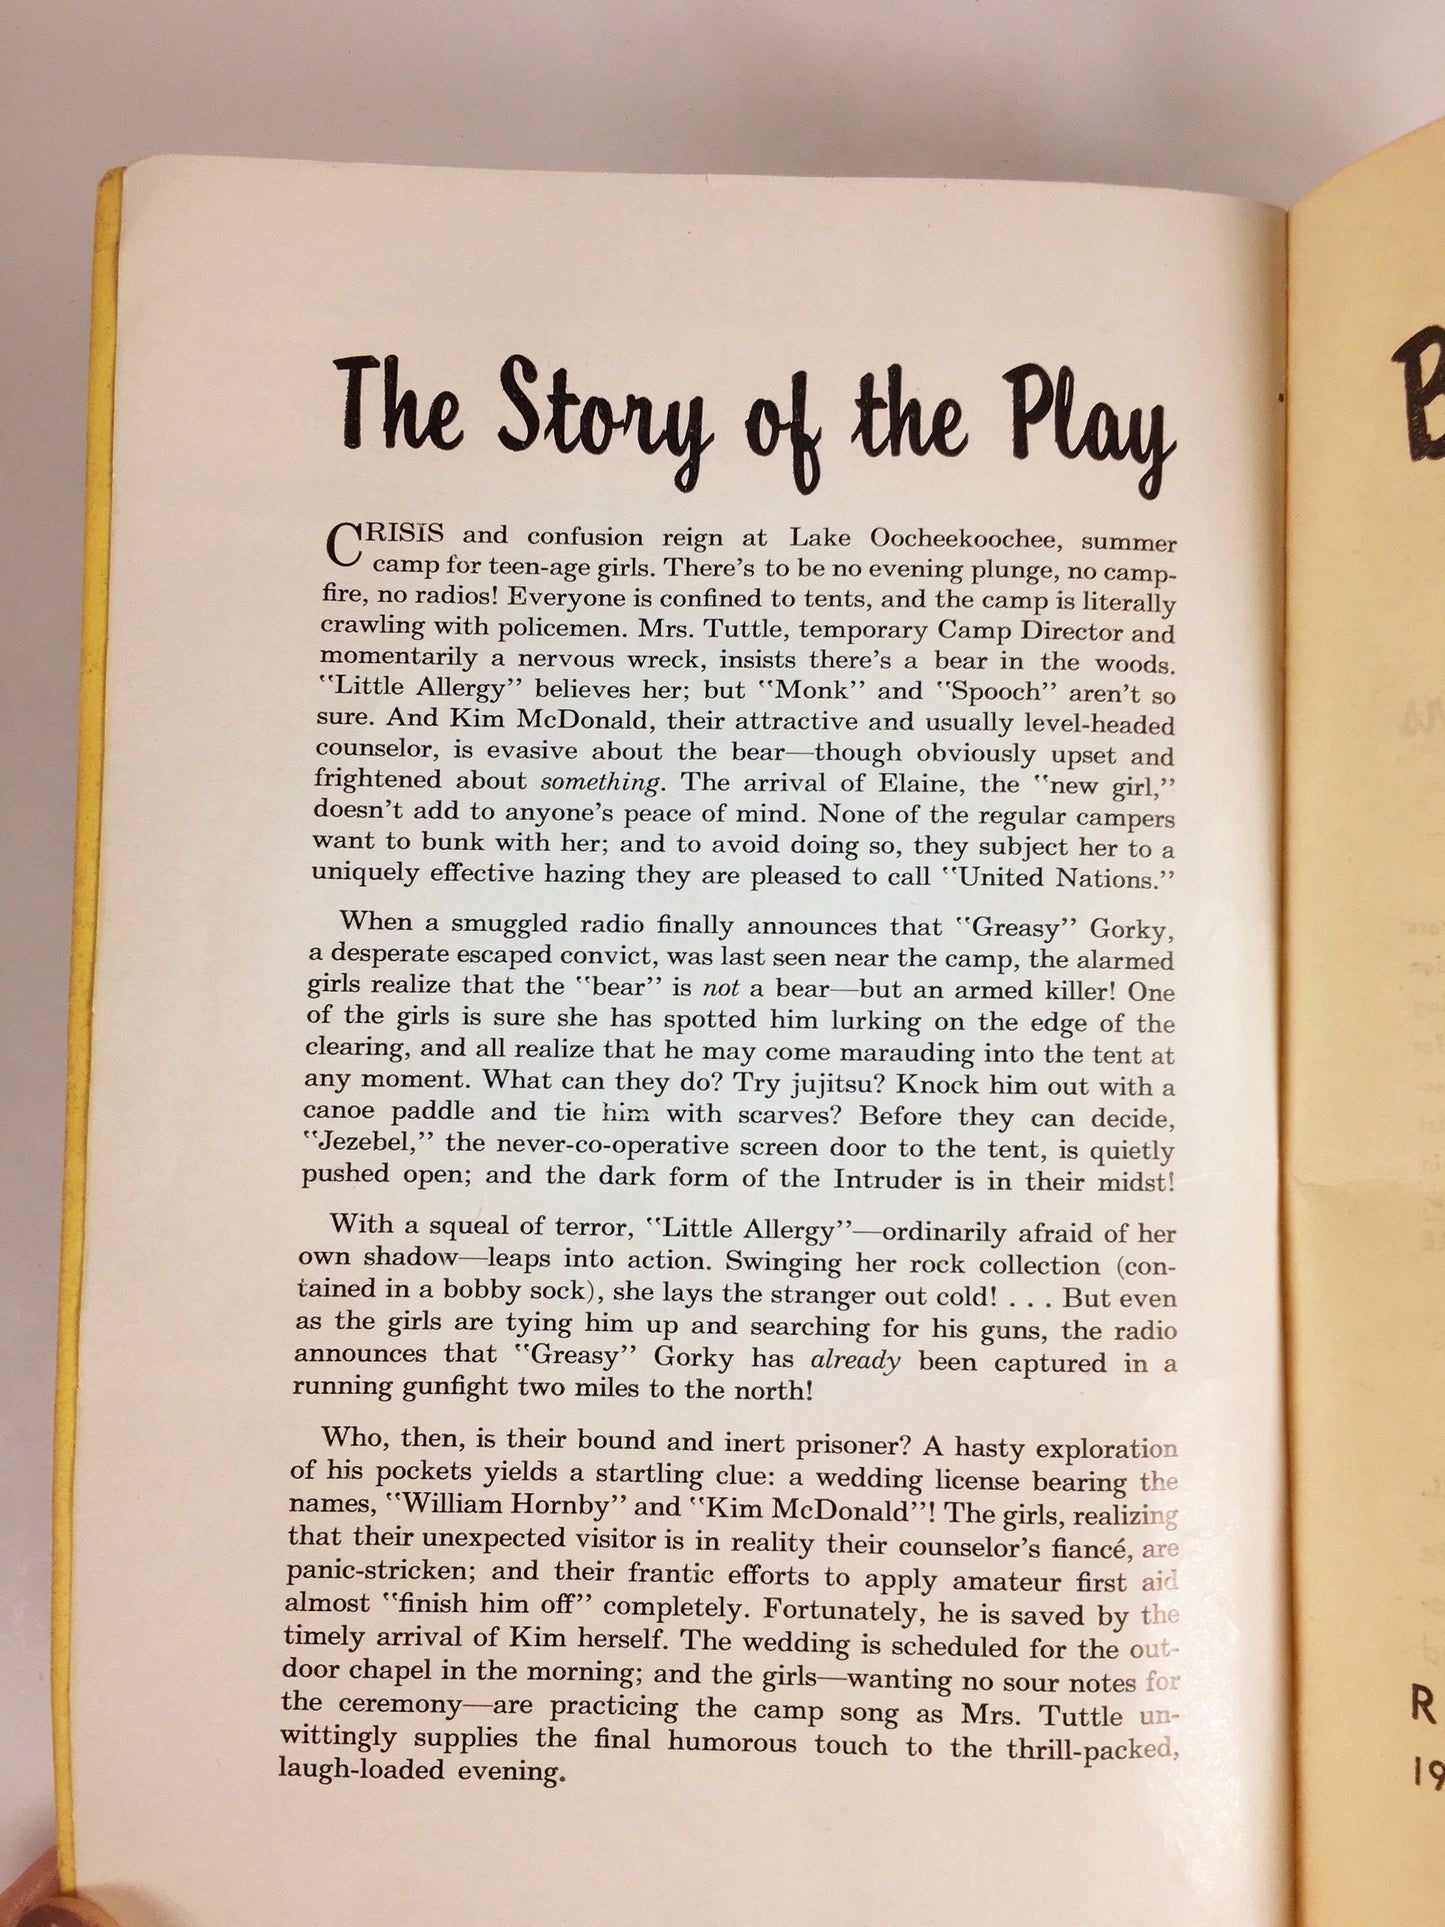 The Story of the Play
CRISIS and confusion reign at Lake Oocheekoochee, summer
camp for teen-age girls. There's to be no evening plunge, no camp-
fire, no radios! Everyone is confined to tents, and the camp is literally
crawling with policemen. Mrs. Tuttle, temporary Camp Director and
momentarily a nervous wreck, insists there's a bear in the woods.
"Little Allergy" believes her; but "Monk" and "Spooch" aren't so
sure. And Kim McDonald, their attractive and usually level-headed
counselor, is evasive about the bear—though obviously upset and
frightened about something. The arrival of Elaine, the "new girl,"
doesn't add to anyone's peace of mind. None of the regular campers
want to bunk with her; and to avoid doing so, they subject her to a
uniquely effective hazing they are pleased to call "United Nations."
When a smuggled radio finally announces that "Greasy" Gorky,
a desperate escaped convict, was last seen near the camp, the alarmed
girls realize that the "bear" is not a bear—but an armed killer! One
of the girls is sure she has spotted him lurking on the edge of the
clearing, and all realize that he may come marauding into the tent at
any moment. What can they do? Try jujitsu? Knock him out with a
canoe paddle and tie him with scarves? Before they can decide,
"Jezebel," the never-co-operative screen door to the tent, is quietly
pushed open; and the dark form of the Intruder is in their midst!
With a squeal of terror, "Little Allergy"—ordinarily afraid of her
own shadow—leaps into action. Swinging her rock collection (con-
tained in a bobby sock), she lays the stranger out cold! . . . But even
as the girls are tying him up and searching for his guns, the radio
announces that "Greasy" Gorky has already been captured in a
running gunfight two miles to the north!
Who, then, is their bound and inert prisoner? A hasty exploration
of his pockets yields a startling clue: a wedding license bearing the
names, "William Hornby" and "Kim McDonald"! The girls, realizing
that their unexpected visitor is in reality their counselor's fiancé, are
panic-stricken; and their frantic efforts to apply amateur first aid
almost "finish him off" completely. Fortunately, he is saved by the
timely arrival of Kim herself. The wedding is scheduled for the out-
door chapel in the morning; and the girls—wanting no sour notes for
the ceremony—are practicing the camp song as Mrs. Tuttle un-
wittingly supplies the final humorous touch to the thrill-packed,
laugh-loaded evening.
B
R
19